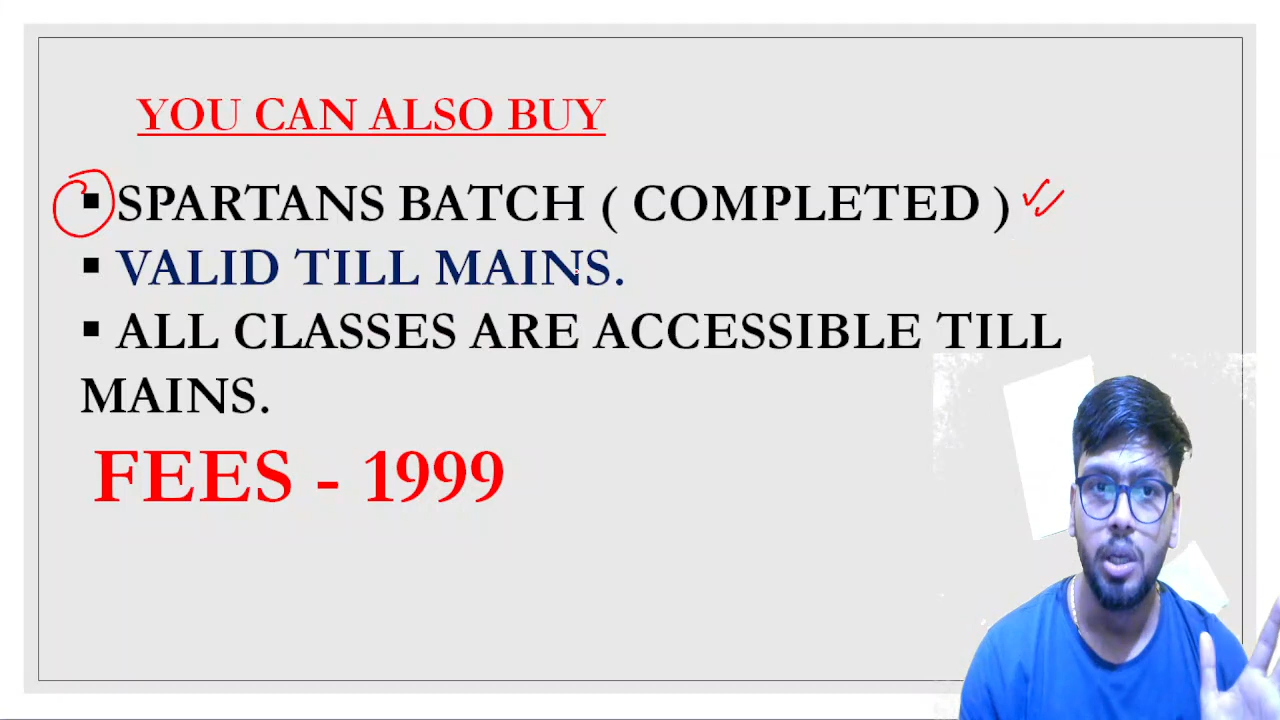 YOU CAN ALSO BUY
▪ SPARTANS BATCH ( COMPLETED )
▪ VALID TILL MAINS.
▪ ALL CLASSES ARE ACCESSIBLE TILL
MAINS.
FEES - 1999